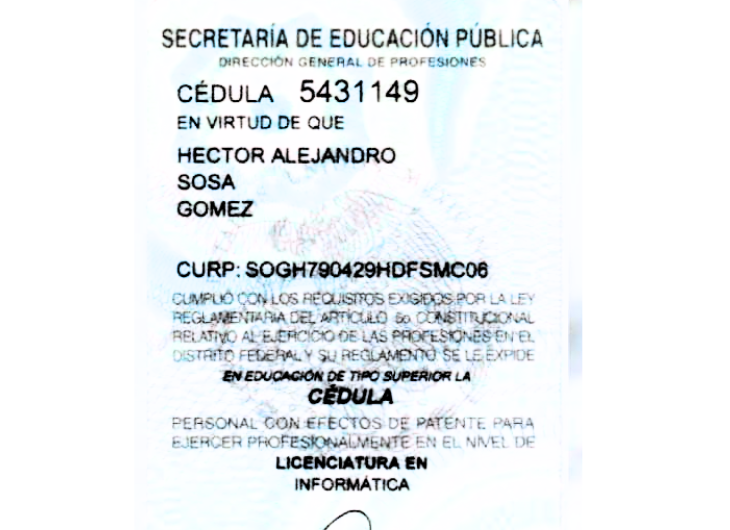 SECRETARÍA DE EDUCACIÓN PÚBLICA
DIRECCIÓN GENERAL DE PROFESIONES
CÉDULA 5431149
EN VIRTUD DE QUE
HECTOR ALEJANDRO
SOSA
GOMEZ
CURP: SOGH790429HDFSMC06
CUMPLIÓ CON LOS REQUISITOS EXIGIDOS POR LA LEY
REGLAMENTARIA DEL ARTÍCULO 5o. CONSTITUCIONAL
RELATIVO AL EJERCICIO DE LAS PROFESIONES EN EL
DISTRITO FEDERAL Y SU REGLAMENTO SE LE EXPIDE
EN EDUCACIÓN DE TIPO SUPERIOR LA
CÉDULA
PERSONAL CON EFECTOS DE PATENTE PARA
EJERCER PROFESIONALMENTE EN EL NIVEL DE
LICENCIATURA EN
INFORMÁTICA